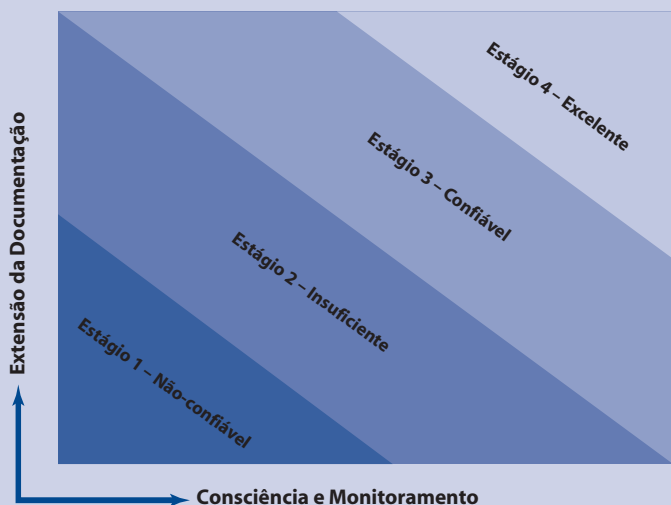 Estágio 4 – Excelente
Estágio 3 – Confiável
Estágio 2 – Insuficiente
Estágio 1 – Não-confiável
Extensão da Documentação
Consciência e Monitoramento